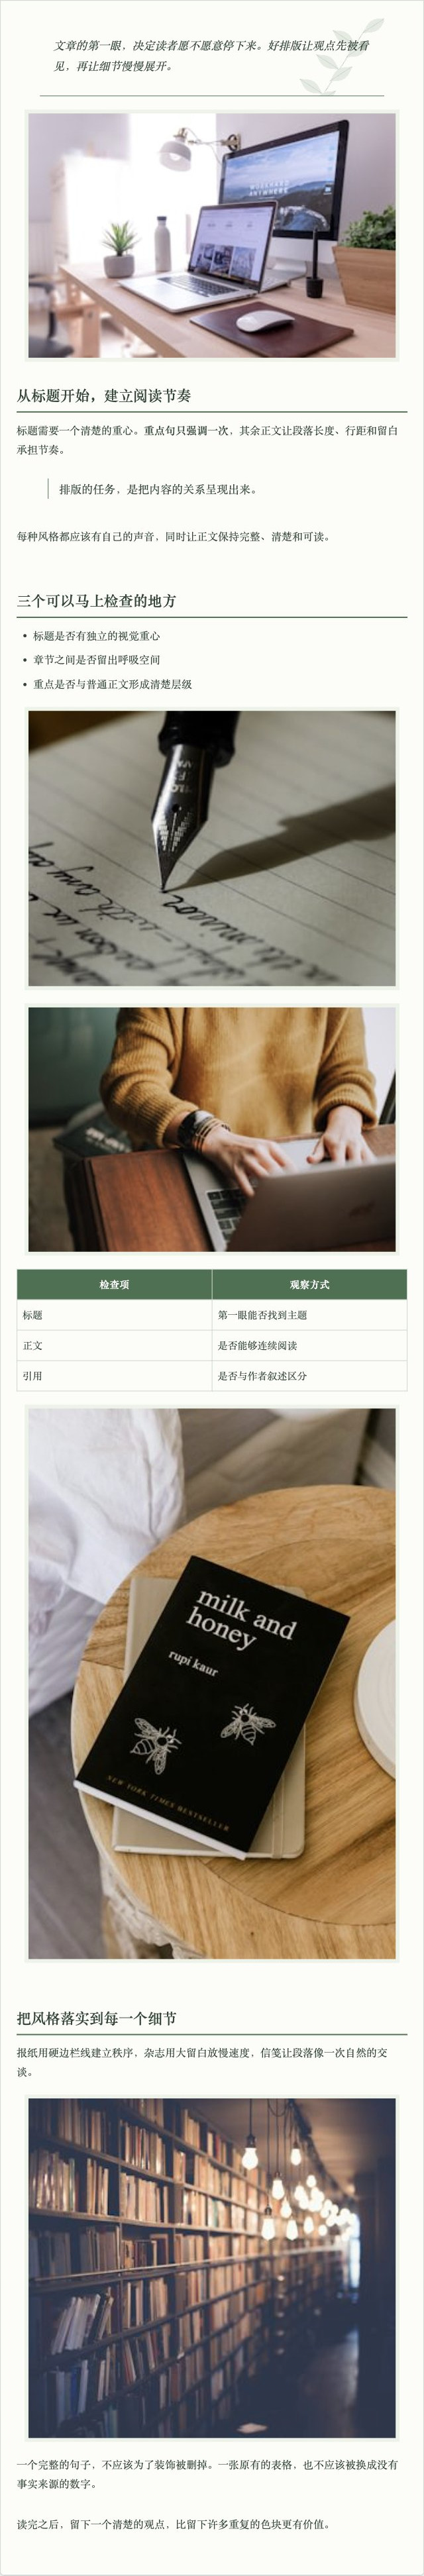 文章的第一眼，决定读者愿不愿意停下来。好排版让观点先被看
见，再让细节慢慢展开。
从标题开始，建立阅读节奏
标题需要一个清楚的重心。重点句只强调一次，其余正文让段落长度、行距和留白
承担节奏。
排版的任务，是把内容的关系呈现出来。
每种风格都应该有自己的声音，同时让正文保持完整、清楚和可读。
三个可以马上检查的地方
• 标题是否有独立的视觉重心
• 章节之间是否留出呼吸空间
• 重点是否与普通正文形成清楚层级
检查项 观察方式
标题 第一眼能否找到主题
正文 是否能够连续阅读
引用 是否与作者叙述区分
milk and
honey
rupi kaur
NEW YORK TIMES BESTSELLER
把风格落实到每一个细节
报纸用硬边栏线建立秩序，杂志用大留白放慢速度，信笺让段落像一次自然的交
谈。
一个完整的句子，不应该为了装饰被删掉。一张原有的表格，也不应该被换成没有
事实来源的数字。
读完之后，留下一个清楚的观点，比留下许多重复的色块更有价值。